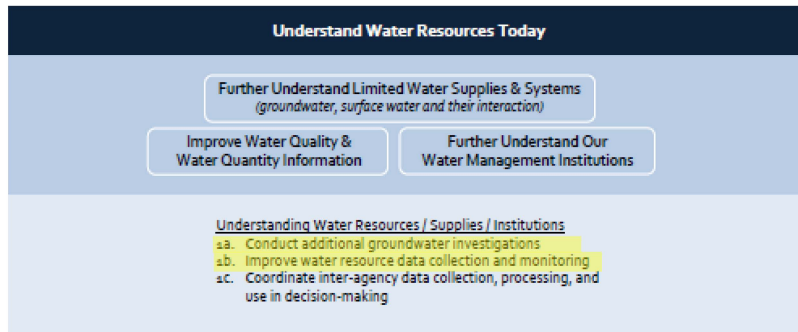 Understand Water Resources Today
Further Understand Limited Water Supplies & Systems
(groundwater, surface water and their interaction)
Improve Water Quality &
Water Quantity Information
Further Understand Our
Water Management Institutions
Understanding Water Resources / Supplies / Institutions
1a. Conduct additional groundwater investigations
1b. Improve water resource data collection and monitoring
1c. Coordinate inter-agency data collection, processing, and
use in decision-making